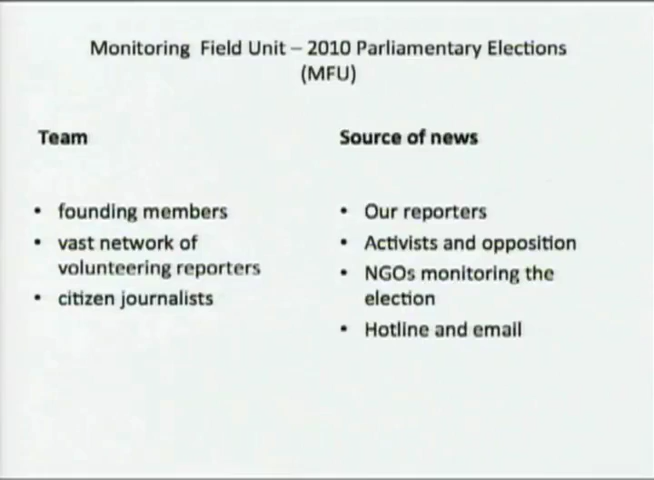 Monitoring Field Unit – 2010 Parliamentary Elections
(MFU)
Team
• founding members
• vast network of
volunteering reporters
• citizen journalists
Source of news
• Our reporters
• Activists and opposition
• NGOs monitoring the
election
• Hotline and email